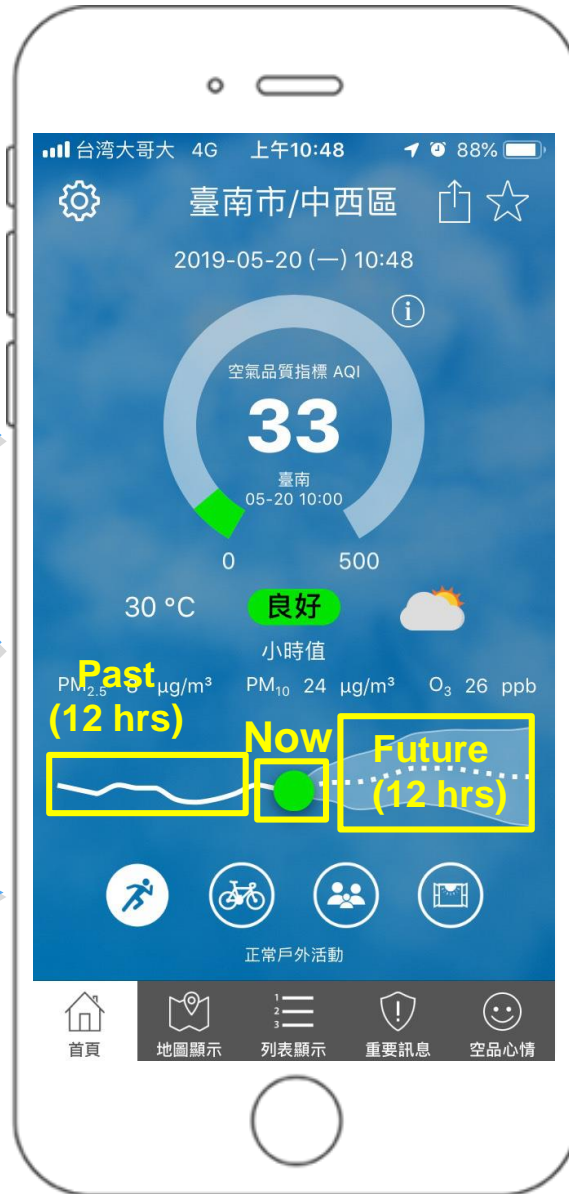 台湾大哥大 4G 上午10:48 88%
臺南市/中西區
2019-05-20 (一) 10:48
i
空氣品質指標 AQI
33
臺南
05-20 10:00
0 500
30 °C 良好
小時值
PM2.5 8 μg/m³ PM10 24 μg/m³ O3 26 ppb
Past
(12 hrs)
Now
Future
(12 hrs)
正常戶外活動
1
2
3
首頁 地圖顯示 列表顯示 重要訊息 空品心情